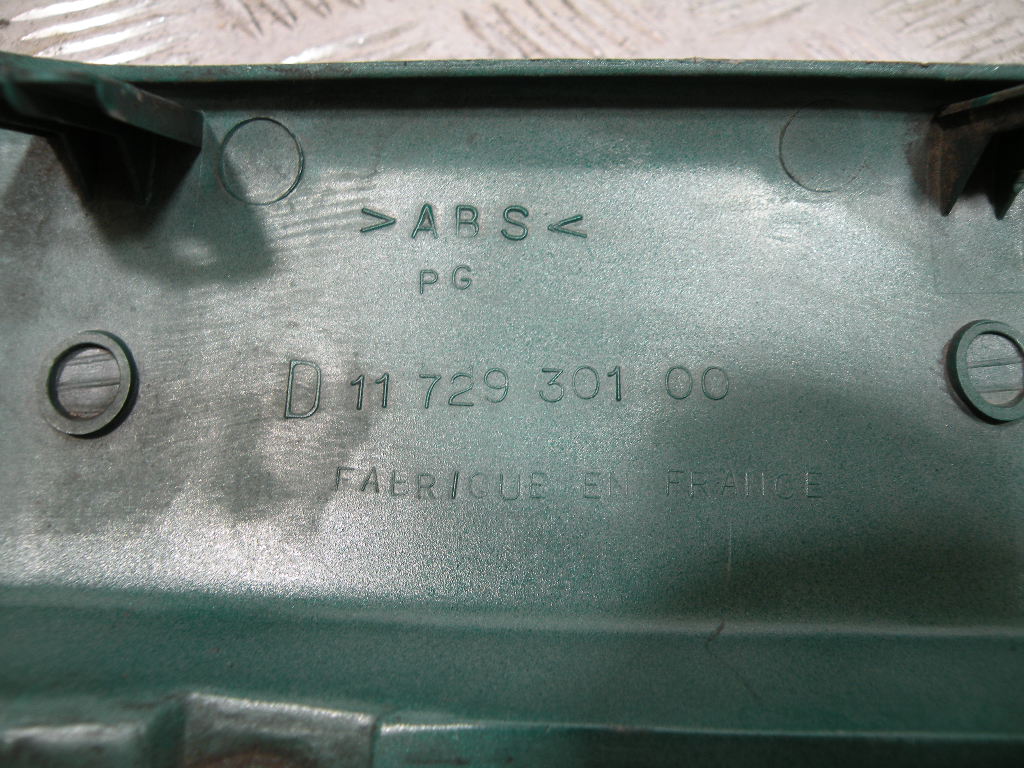 >ABS<
PG
D 11 729 301 00
FABRIQUE EN FRANCE